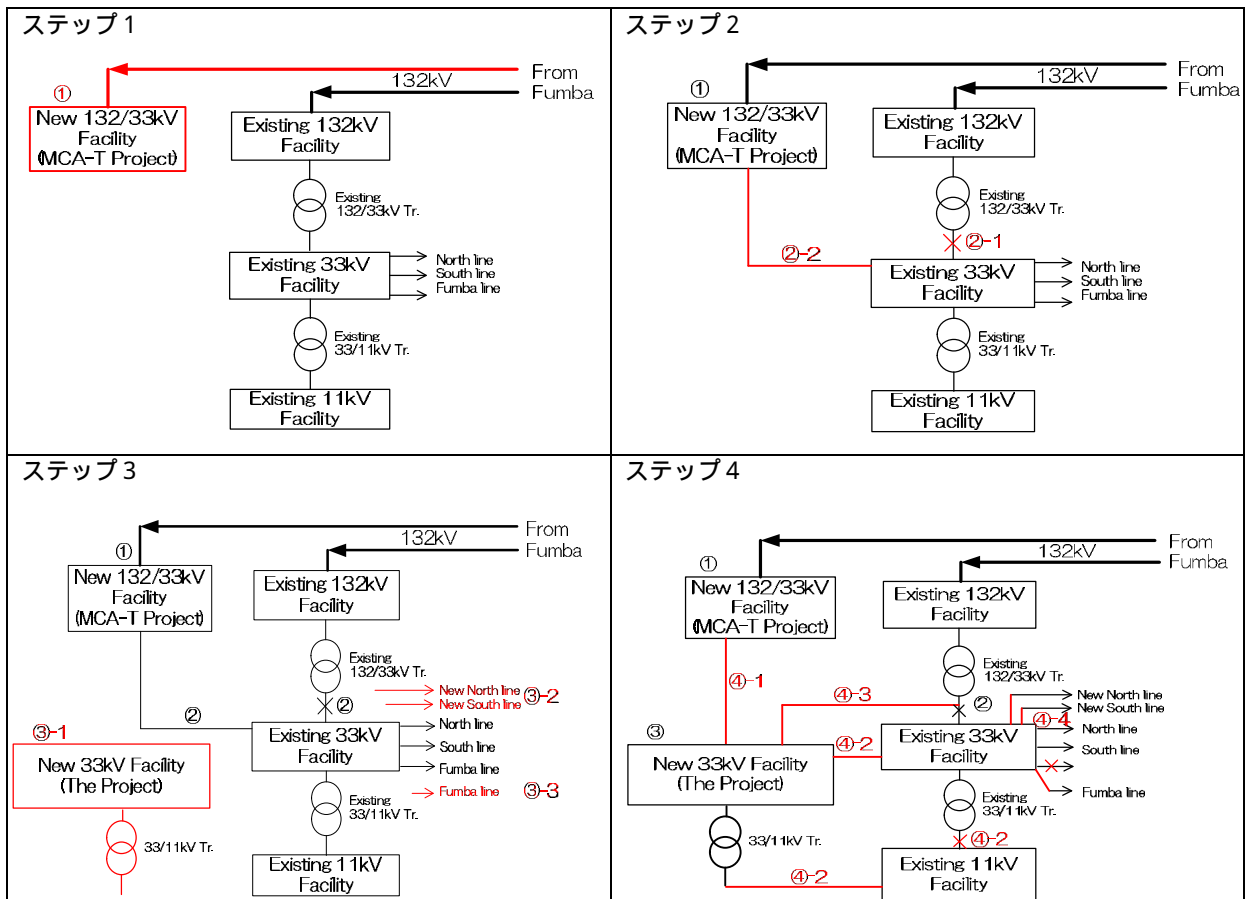 ステップ 1
From
132kV
Fumba
①
New 132/33kV
Facility
(MCA-T Project)
Existing 132kV
Facility
Existing
132/33kV Tr.
Existing 33kV
Facility
North line
South line
Fumba line
Existing
33/11kV Tr.
Existing 11kV
Facility
ステップ 2
From
132kV
Fumba
①
New 132/33kV
Facility
(MCA-T Project)
Existing 132kV
Facility
Existing
132/33kV Tr.
②-1
②-2
Existing 33kV
Facility
North line
South line
Fumba line
Existing
33/11kV Tr.
Existing 11kV
Facility
ステップ 3
From
132kV
Fumba
①
New 132/33kV
Facility
(MCA-T Project)
Existing 132kV
Facility
Existing
132/33kV Tr.
New North line
③-2
New South line
②
②
③-1
Existing 33kV
Facility
North line
South line
Fumba line
New 33kV Facility
(The Project)
Fumba line
③-3
Existing
33/11kV Tr.
33/11kV Tr.
Existing 11kV
Facility
ステップ 4
From
132kV
Fumba
①
New 132/33kV
Facility
(MCA-T Project)
Existing 132kV
Facility
Existing
132/33kV Tr.
④-1
④-3
②
New North line
New South line
④-4
③
④-2
Existing 33kV
Facility
North line
South line
New 33kV Facility
(The Project)
Fumba line
Existing
33/11kV Tr.
33/11kV Tr.
④-2
④-2
Existing 11kV
Facility